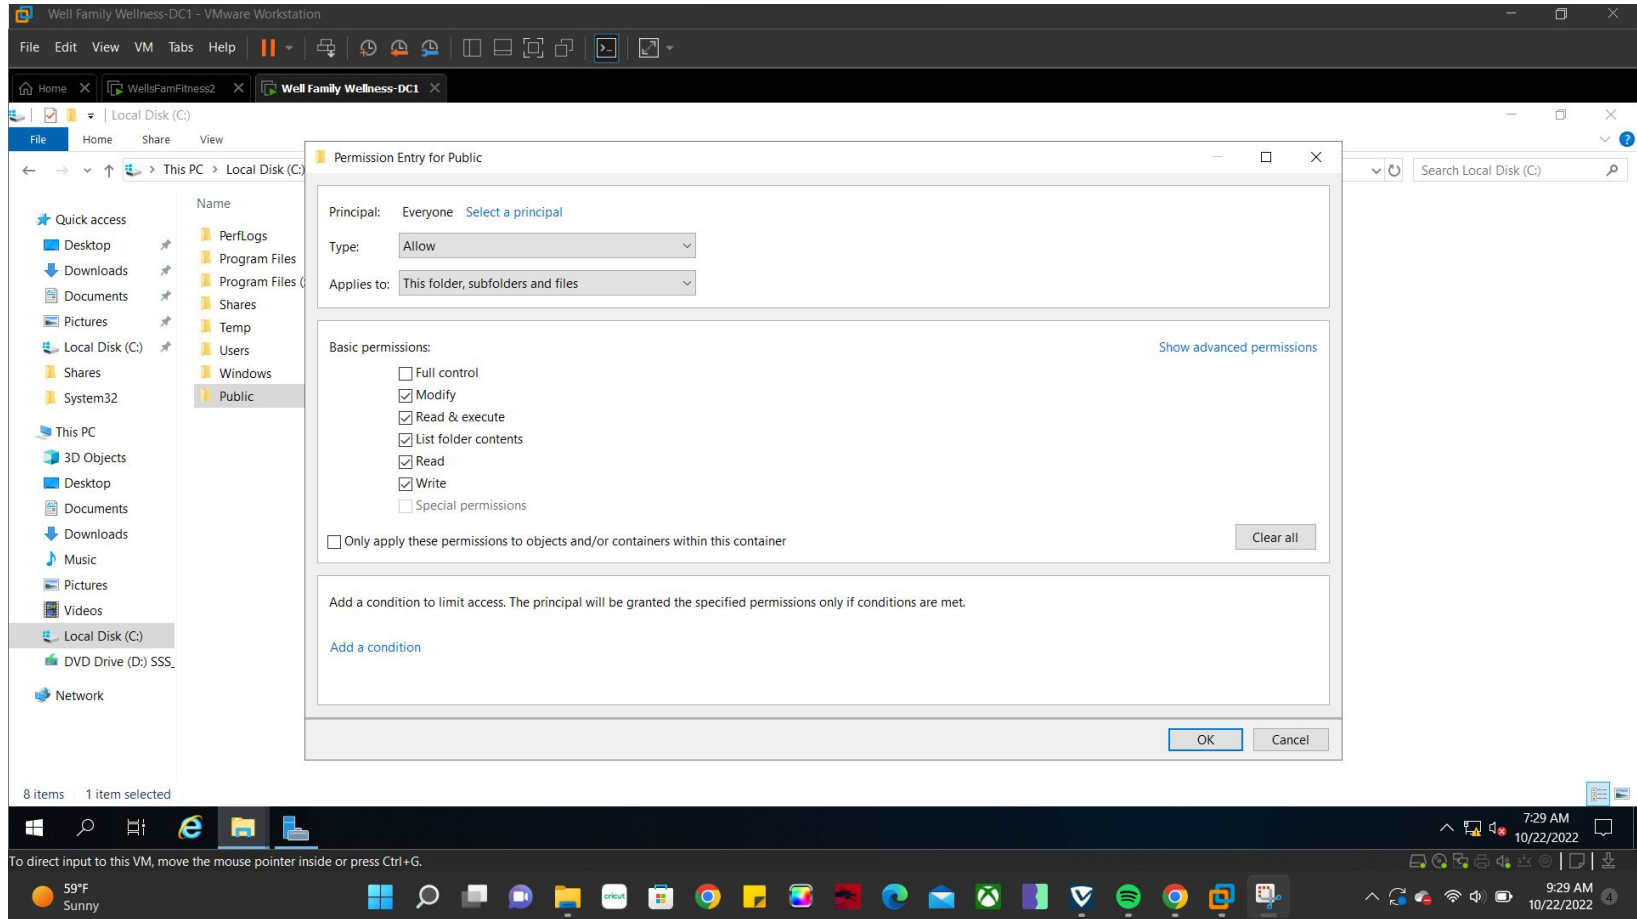 Well Family Wellness-DC1 - VMware Workstation
File Edit View VM Tabs Help
Home WellsFamFitness2 Well Family Wellness-DC1
Local Disk (C:)
File Home Share View
This PC > Local Disk (C:)
Search Local Disk (C:)
Quick access
Desktop
Downloads
Documents
Pictures
Local Disk (C:)
Shares
System32
This PC
3D Objects
Desktop
Documents
Downloads
Music
Pictures
Videos
Local Disk (C:)
DVD Drive (D:) SSS_
Network
Name
PerfLogs
Program Files
Program Files (
Shares
Temp
Users
Windows
Public
Permission Entry for Public
Principal: Everyone Select a principal
Type: Allow
Applies to: This folder, subfolders and files
Basic permissions: Show advanced permissions
Full control
Modify
Read & execute
List folder contents
Read
Write
Special permissions
Only apply these permissions to objects and/or containers within this container
Clear all
Add a condition to limit access. The principal will be granted the specified permissions only if conditions are met.
Add a condition
OK Cancel
8 items 1 item selected
7:29 AM
10/22/2022
To direct input to this VM, move the mouse pointer inside or press Ctrl+G.
59°F
Sunny
cricut
9:29 AM
10/22/2022
4